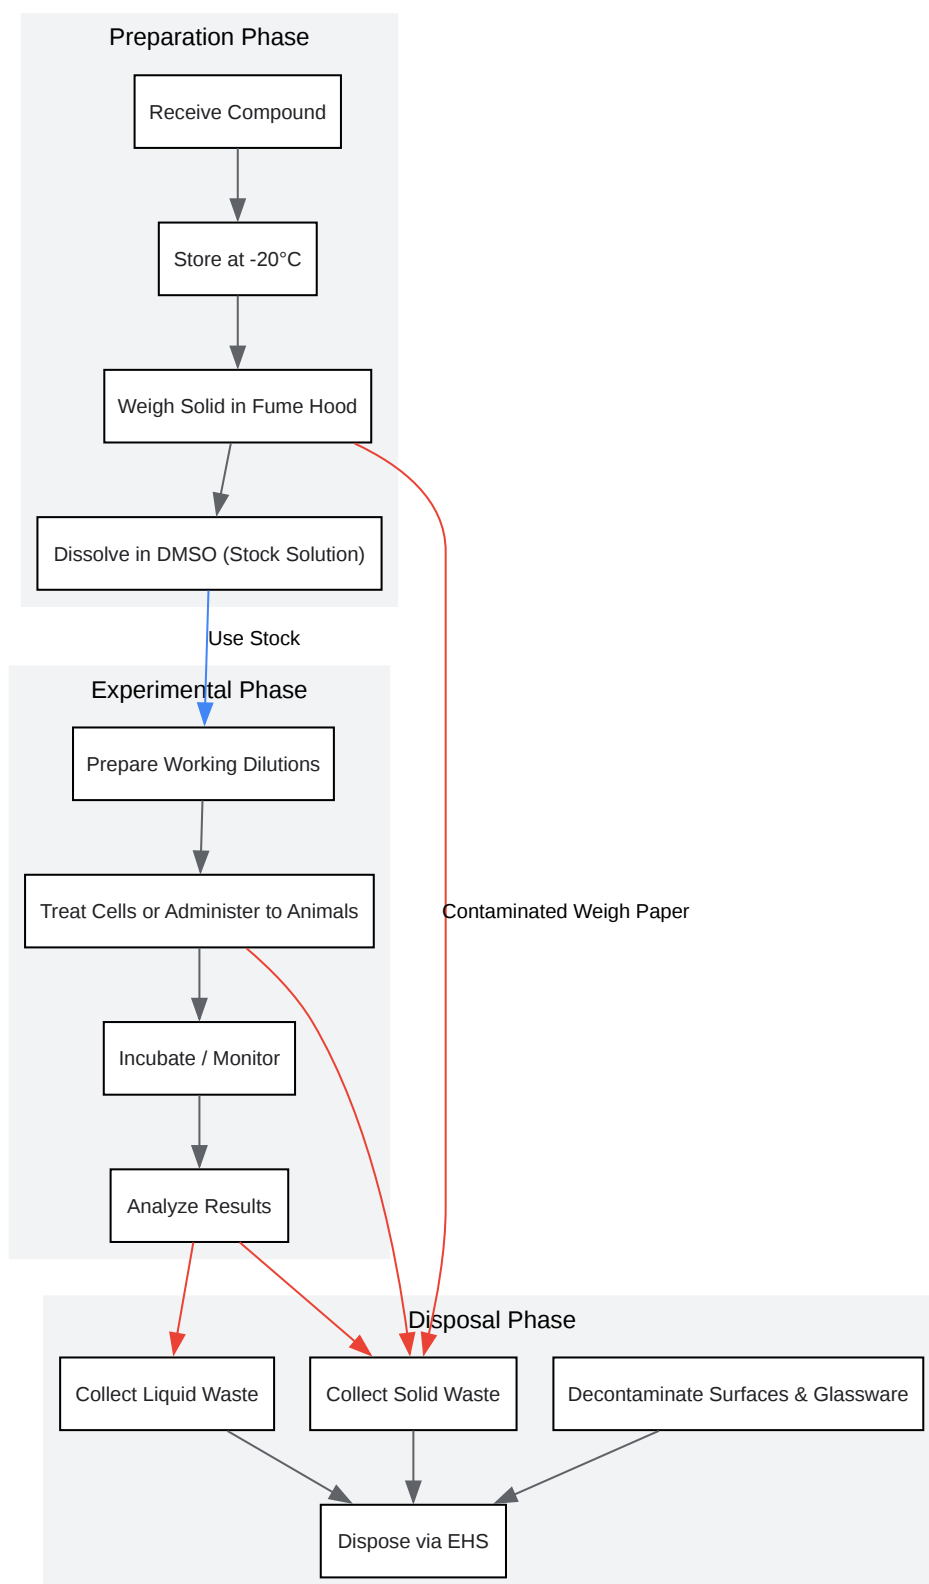 Preparation Phase
Receive Compound
Store at -20°C
Weigh Solid in Fume Hood
Dissolve in DMSO (Stock Solution)
Use Stock
Experimental Phase
Prepare Working Dilutions
Treat Cells or Administer to Animals
Contaminated Weigh Paper
Incubate / Monitor
Analyze Results
Disposal Phase
Collect Liquid Waste
Collect Solid Waste
Decontaminate Surfaces & Glassware
Dispose via EHS